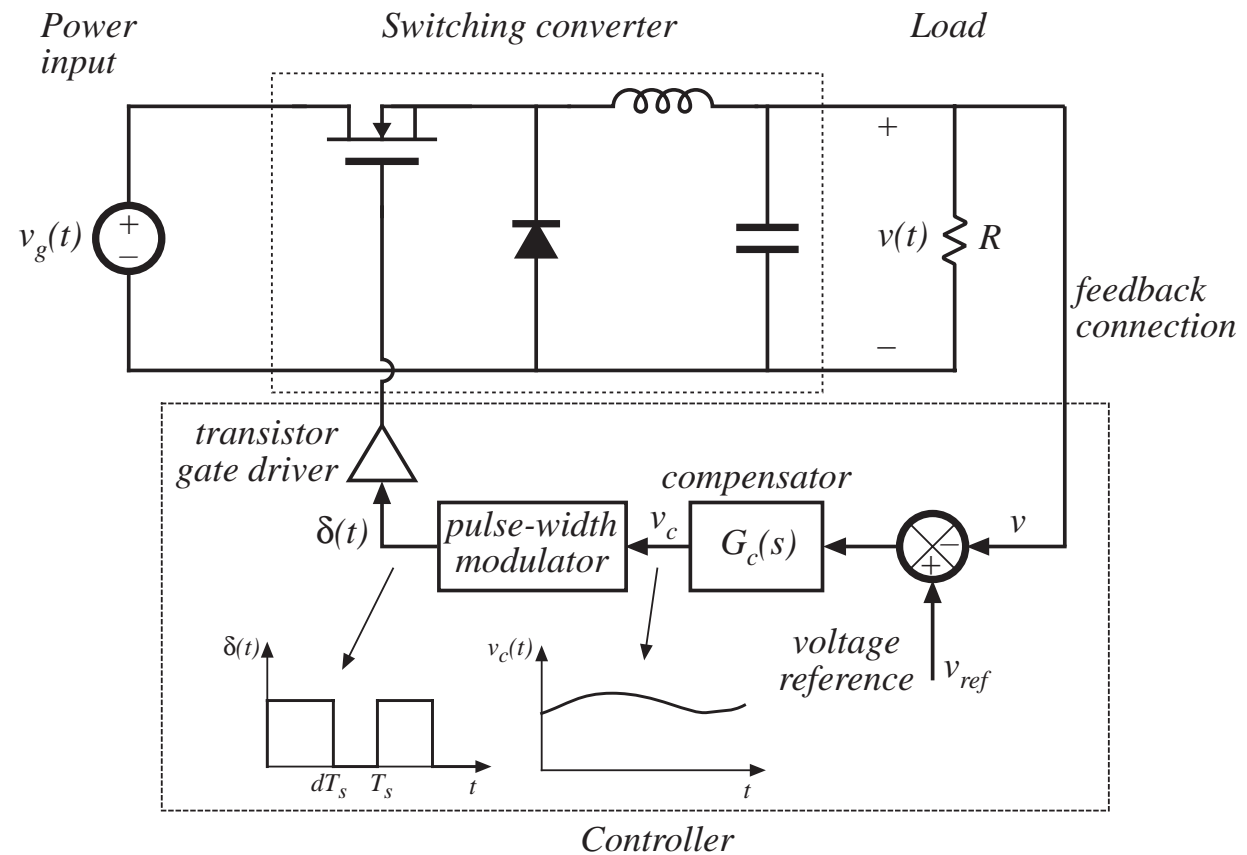 Power
input
Switching converter
Load
+
v_g(t)
+
–
v(t)
R
–
feedback
connection
transistor
gate driver
compensator
δ(t)
pulse-width
modulator
v_c
G_c(s)
–
+
v
voltage
reference
v_ref
δ(t)
dT_s
T_s
t
v_c(t)
t
Controller